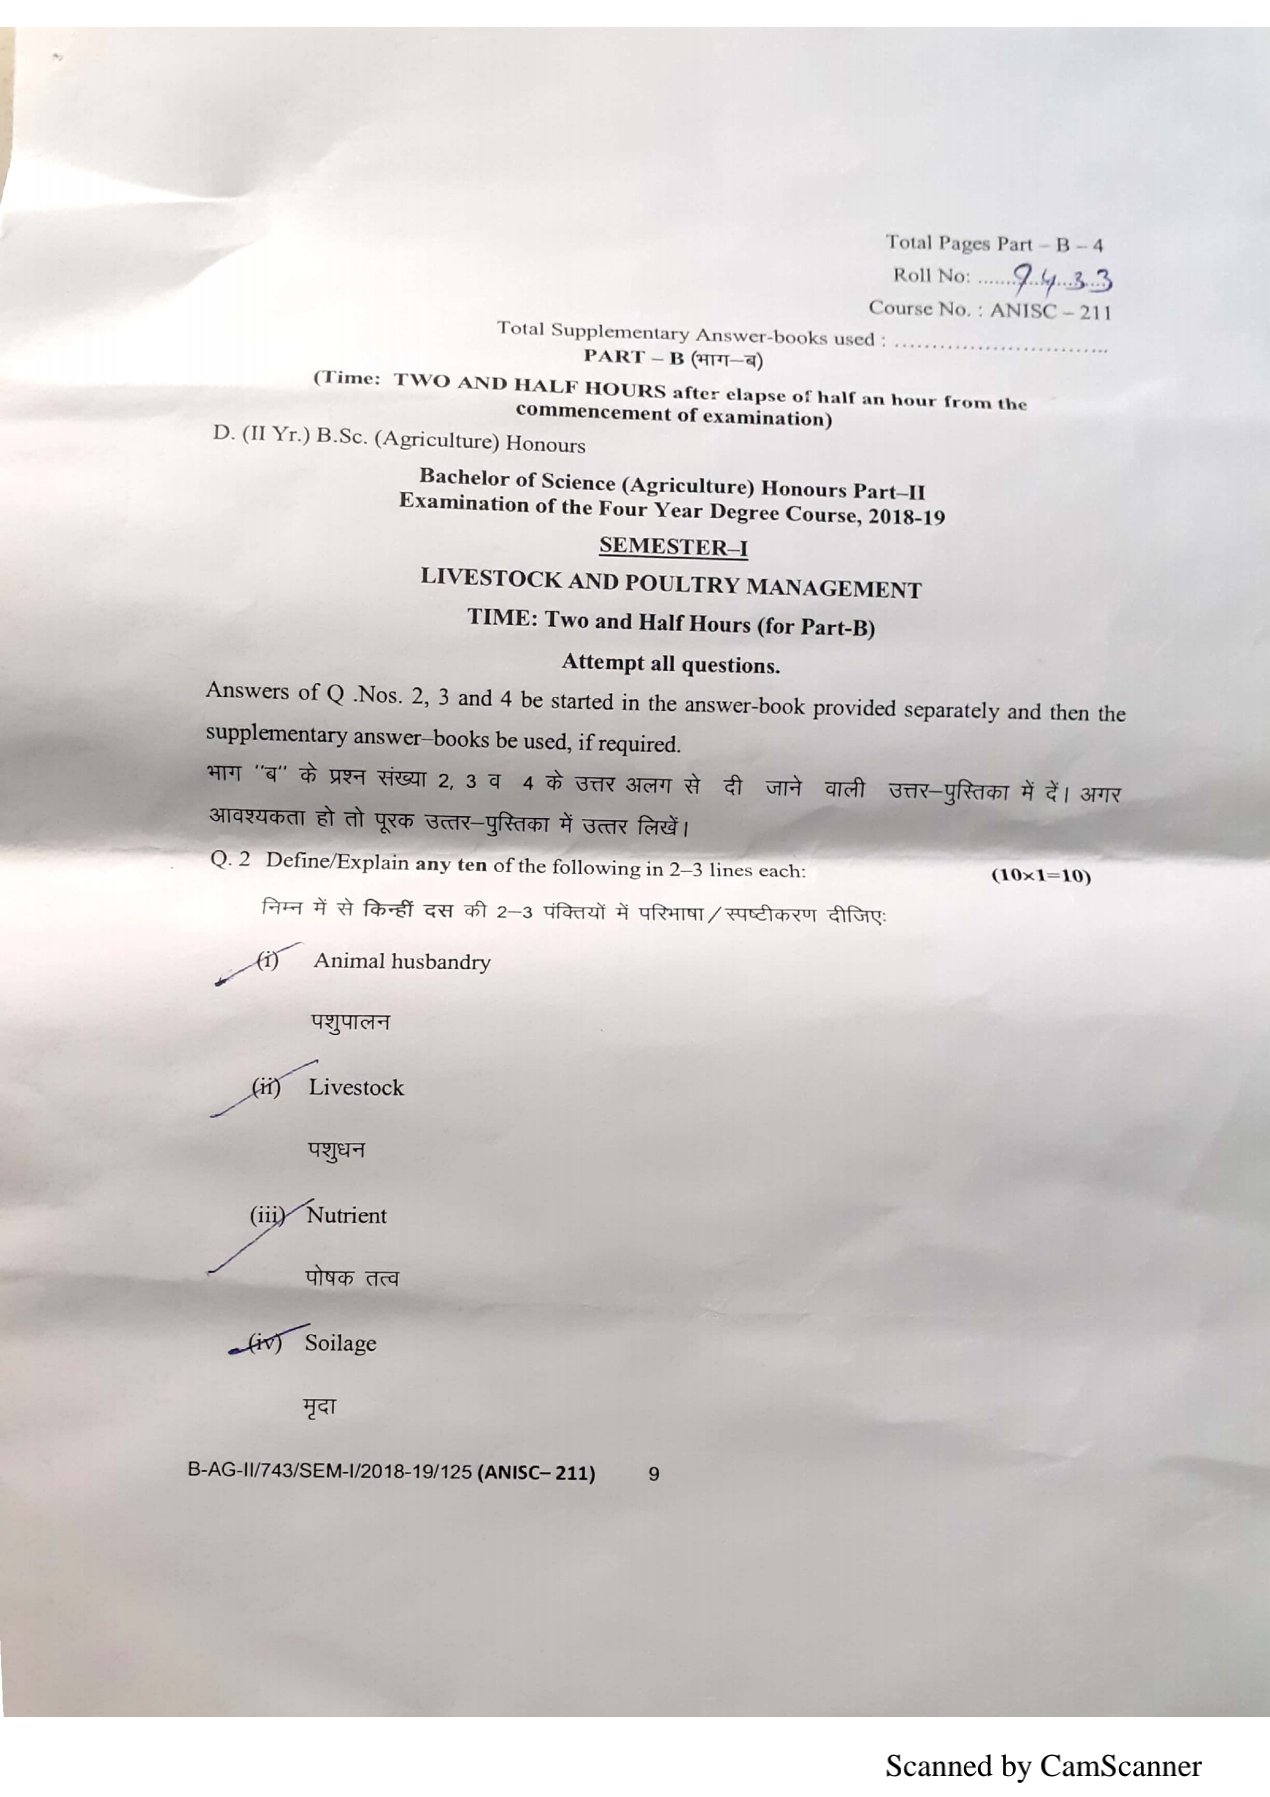 Total Pages Part – B – 4
Roll No: ....... 9433
Course No. : ANISC – 211
Total Supplementary Answer-books used : ................................
PART – B (भाग–ब)
(Time: TWO AND HALF HOURS after elapse of half an hour from the
commencement of examination)
D. (II Yr.) B.Sc. (Agriculture) Honours
Bachelor of Science (Agriculture) Honours Part–II
Examination of the Four Year Degree Course, 2018-19
SEMESTER–I
LIVESTOCK AND POULTRY MANAGEMENT
TIME: Two and Half Hours (for Part-B)
Attempt all questions.
Answers of Q .Nos. 2, 3 and 4 be started in the answer-book provided separately and then the
supplementary answer–books be used, if required.
भाग ''ब'' के प्रश्न संख्या 2, 3 व 4 के उत्तर अलग से दी जाने वाली उत्तर–पुस्तिका में दें। अगर
आवश्यकता हो तो पूरक उत्तर–पुस्तिका में उत्तर लिखें।
Q. 2 Define/Explain any ten of the following in 2–3 lines each: (10×1=10)
निम्न में से किन्हीं दस की 2–3 पंक्तियों में परिभाषा/स्पष्टीकरण दीजिए:
(i) Animal husbandry
पशुपालन
(ii) Livestock
पशुधन
(iii) Nutrient
पोषक तत्व
(iv) Soilage
मृदा
B-AG-II/743/SEM-I/2018-19/125 (ANISC– 211) 9
Scanned by CamScanner